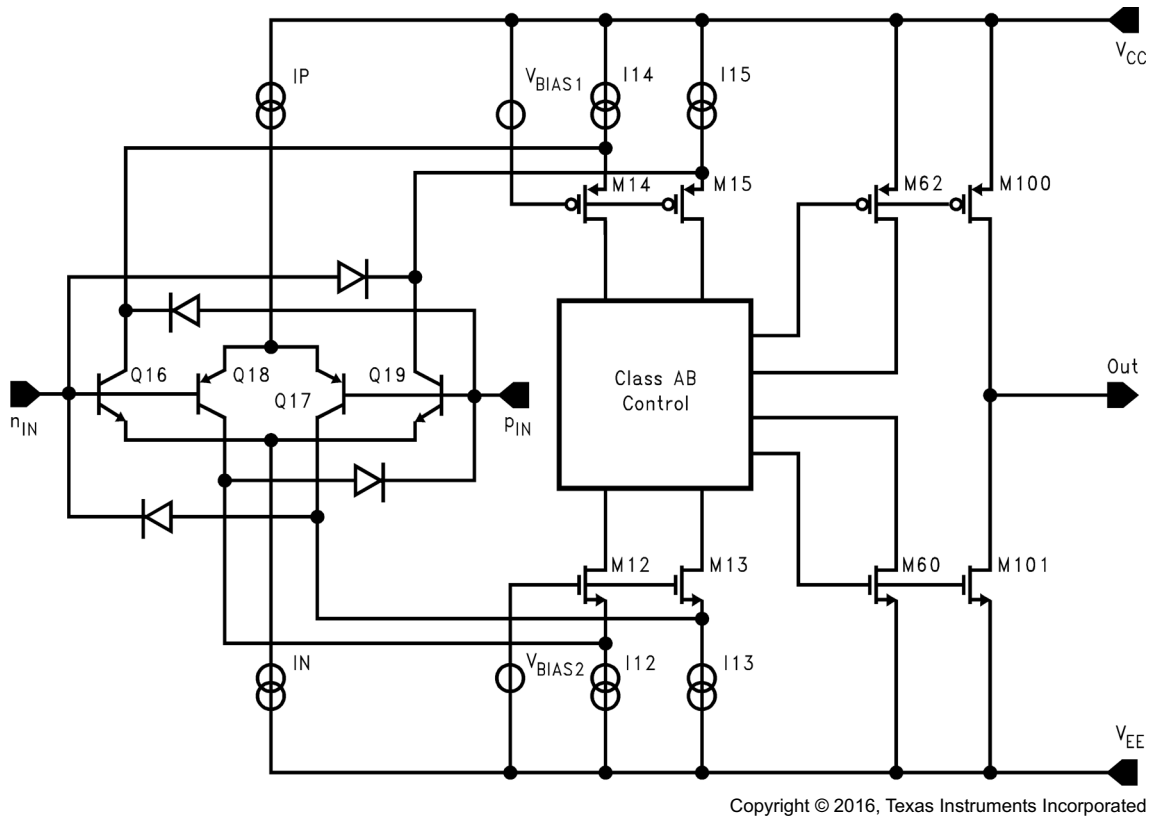 V_CC
IP
V_BIAS1
I14
I15
M14
M15
M62
M100
Q16
Q18
Q17
Q19
n_IN
p_IN
Class AB
Control
Out
M12
M13
M60
M101
IN
V_BIAS2
I12
I13
V_EE
Copyright © 2016, Texas Instruments Incorporated